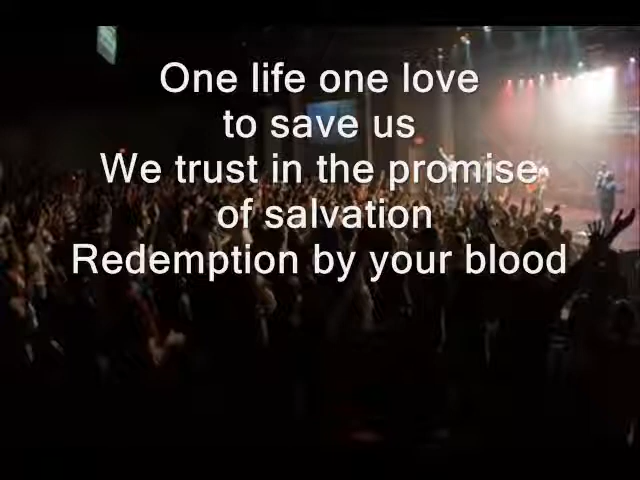 One life one love
to save us
We trust in the promise
of salvation
Redemption by your blood